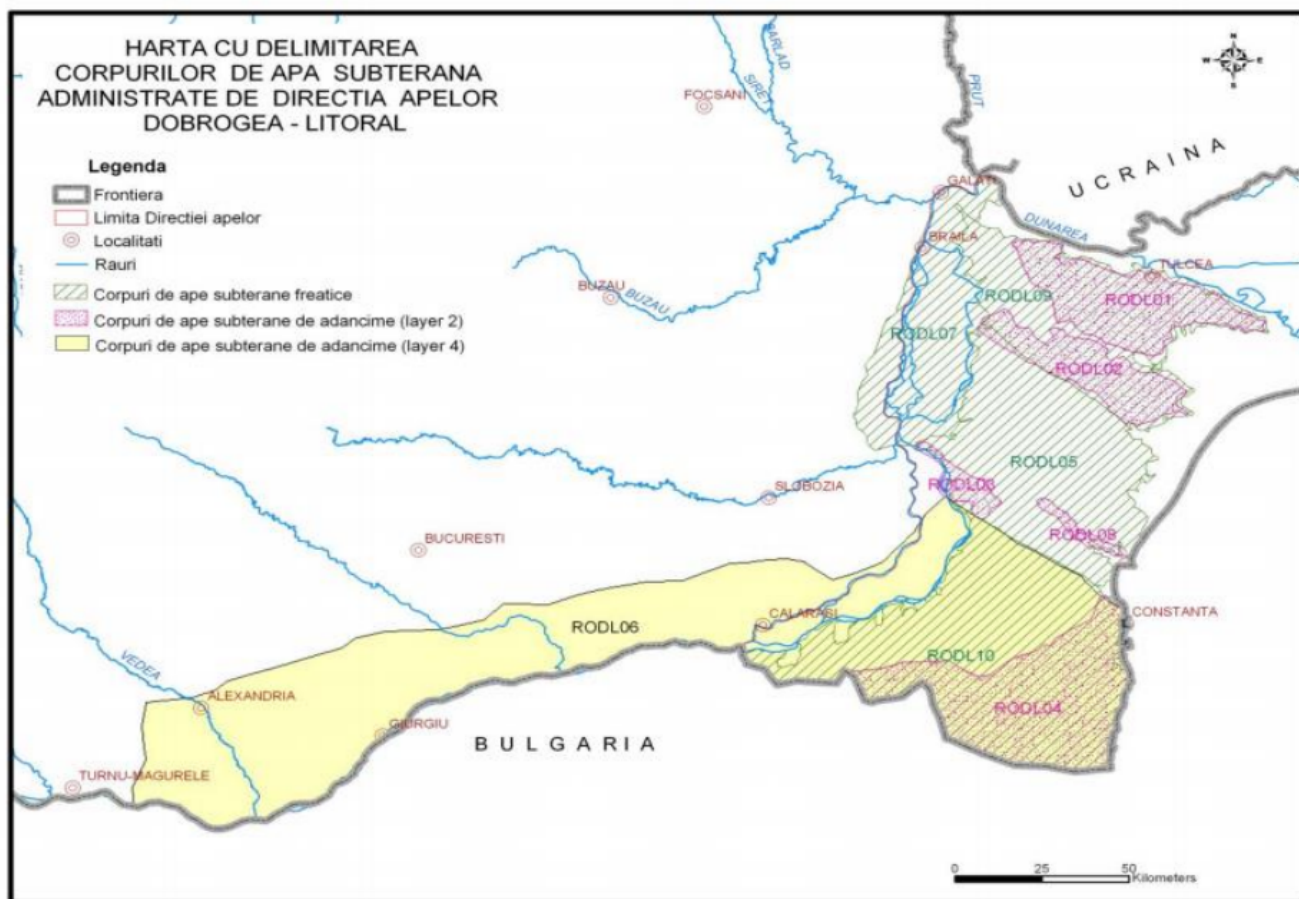 HARTA CU DELIMITAREA
CORPURILOR DE APA SUBTERANA
ADMINISTRATE DE DIRECTIA APELOR
DOBROGEA - LITORAL
Legenda
Frontiera
Limita Directiei apelor
Localitati
Rauri
Corpuri de ape subterane freatice
Corpuri de ape subterane de adancime (layer 2)
Corpuri de ape subterane de adancime (layer 4)
N
W E
S
BARLAD
SIRET
PRUT
FOCSANI
UCRAINA
GALATI
DUNAREA
BRAILA
TULCEA
BUZAU
BUZAU
RODL09
RODL01
RODL07
RODL02
RODL05
RODL03
SLOBOZIA
RODL08
BUCURESTI
CALARASI
CONSTANTA
RODL06
RODL10
VEDEA
ALEXANDRIA
RODL04
GIURGIU
BULGARIA
TURNU-MAGURELE
0 25 50
Kilometers